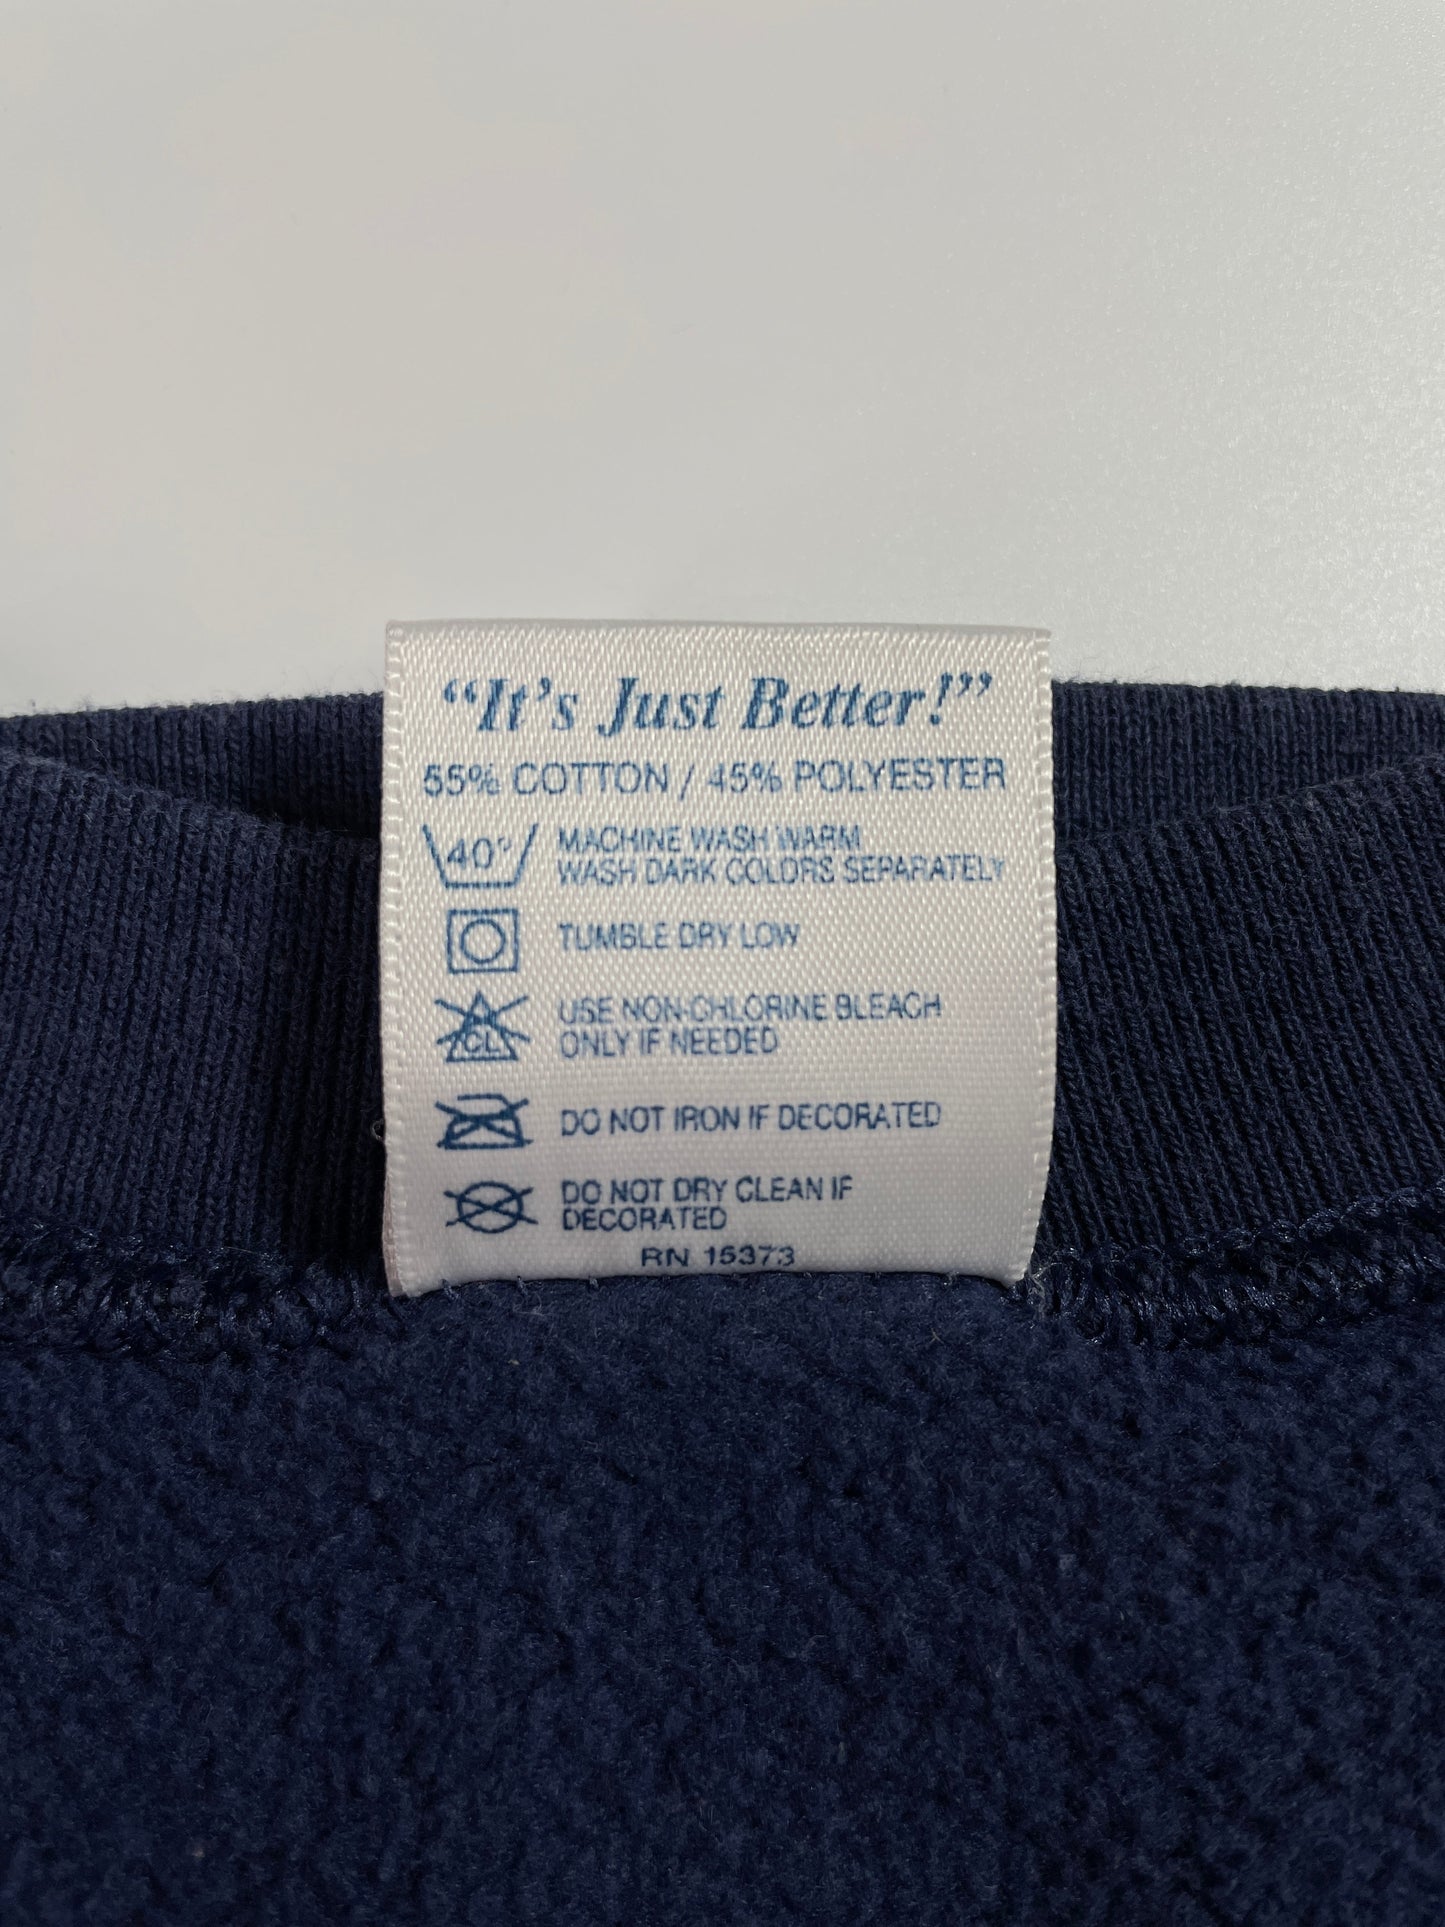 “It’s Just Better!”
55% COTTON / 45% POLYESTER
40°
MACHINE WASH WARM
WASH DARK COLORS SEPARATELY
TUMBLE DRY LOW
CL
USE NON-CHLORINE BLEACH
ONLY IF NEEDED
DO NOT IRON IF DECORATED
DO NOT DRY CLEAN IF
DECORATED
RN 15373